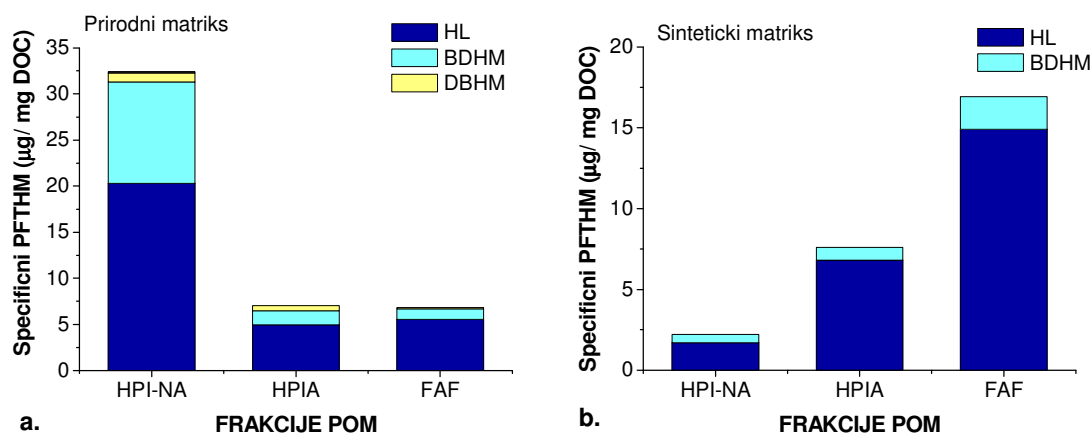 Prirodni matriks
HL
BDHM
DBHM
Specificni PFTHM (µg/ mg DOC)
35
30
25
20
15
10
5
0
HPI-NA HPIA FAF
a. FRAKCIJE POM
Sinteticki matriks
HL
BDHM
Specificni PFTHM (µg/ mg DOC)
20
15
10
5
0
HPI-NA HPIA FAF
b. FRAKCIJE POM